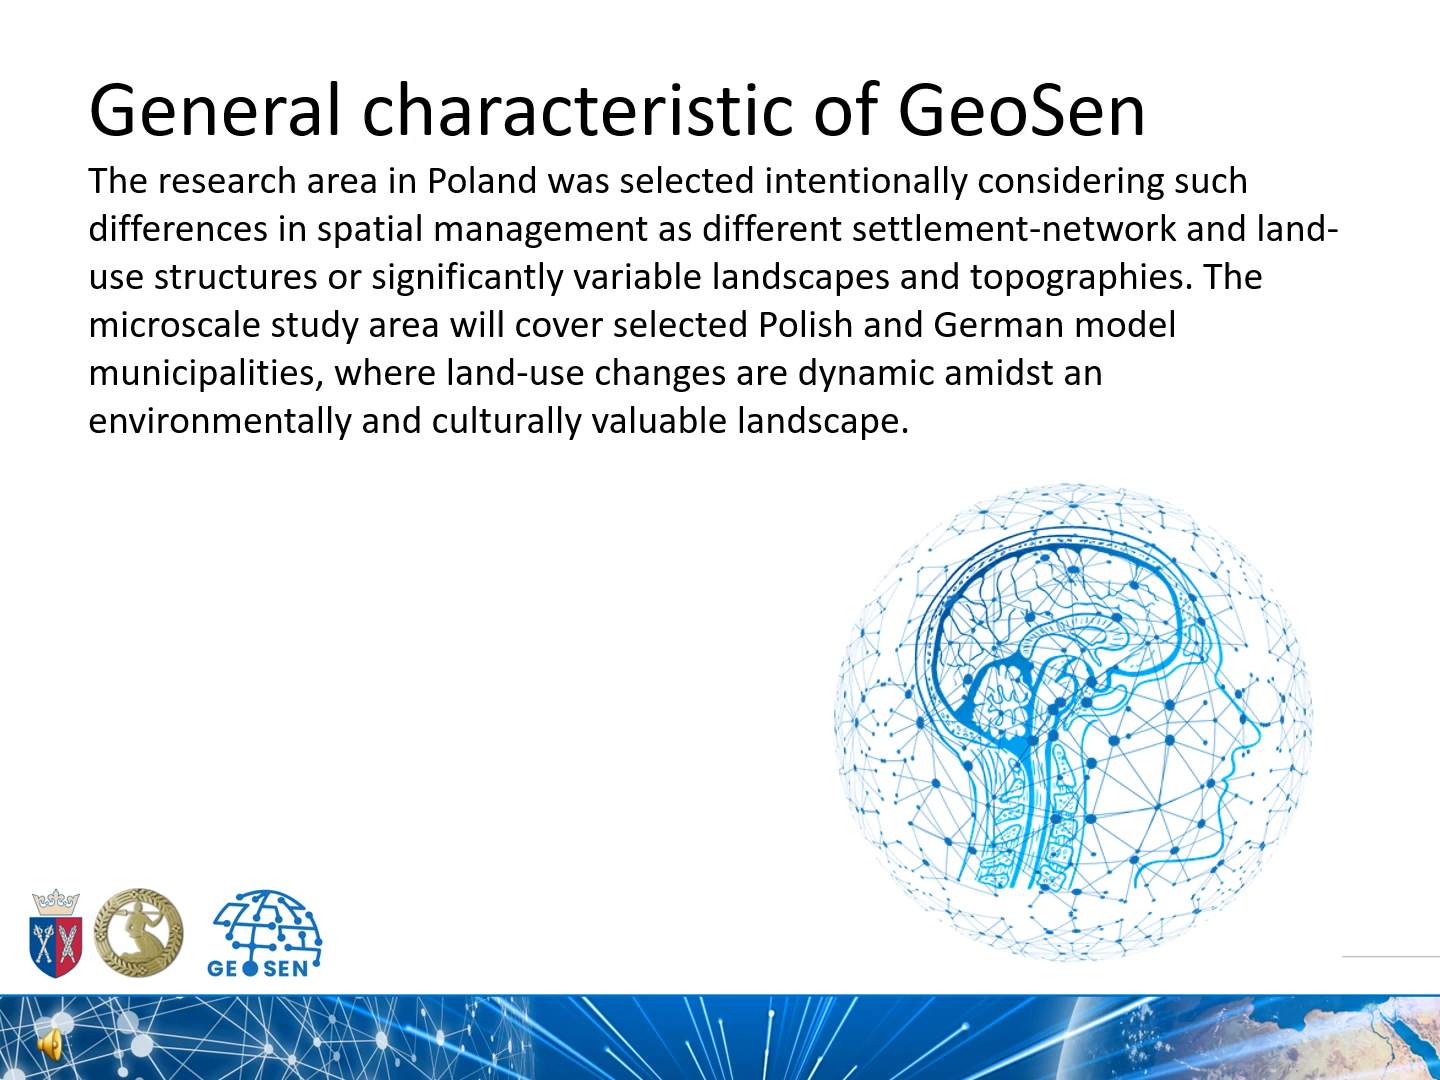 General characteristic of GeoSen
The research area in Poland was selected intentionally considering such
differences in spatial management as different settlement-network and land-
use structures or significantly variable landscapes and topographies. The
microscale study area will cover selected Polish and German model
municipalities, where land-use changes are dynamic amidst an
environmentally and culturally valuable landscape.
GEOSEN